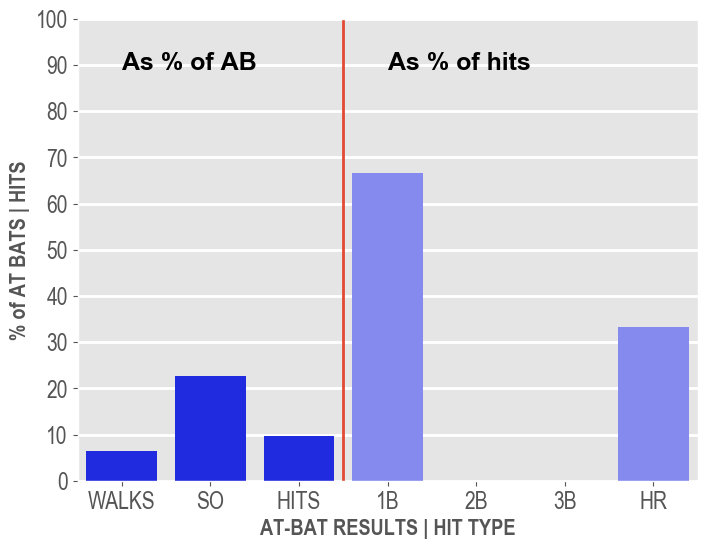 As % of AB
As % of hits
100
90
80
70
60
50
40
30
20
10
0
% of AT BATS | HITS
WALKS SO HITS 1B 2B 3B HR
AT-BAT RESULTS | HIT TYPE